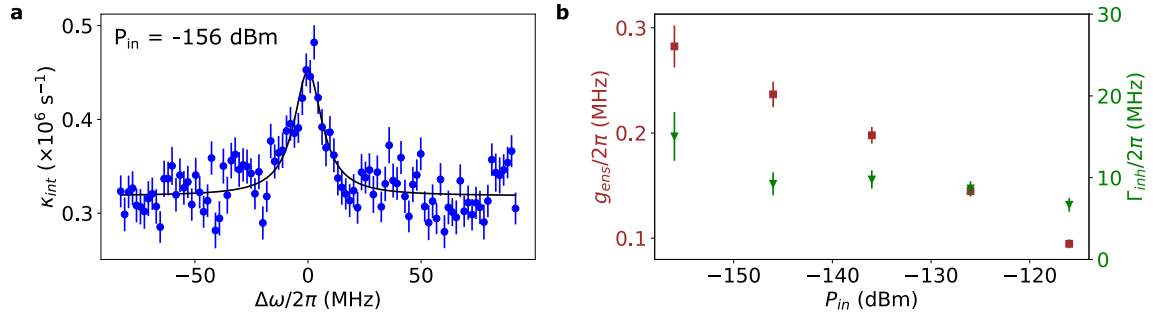 a
P_in = -156 dBm
κ_int (×10⁶ s⁻¹)
0.5
0.4
0.3
−50
0
50
Δω/2π (MHz)
b
g_ens/2π (MHz)
0.3
0.2
0.1
−150
−140
−130
−120
P_in (dBm)
30
20
10
0
Γ_inh/2π (MHz)